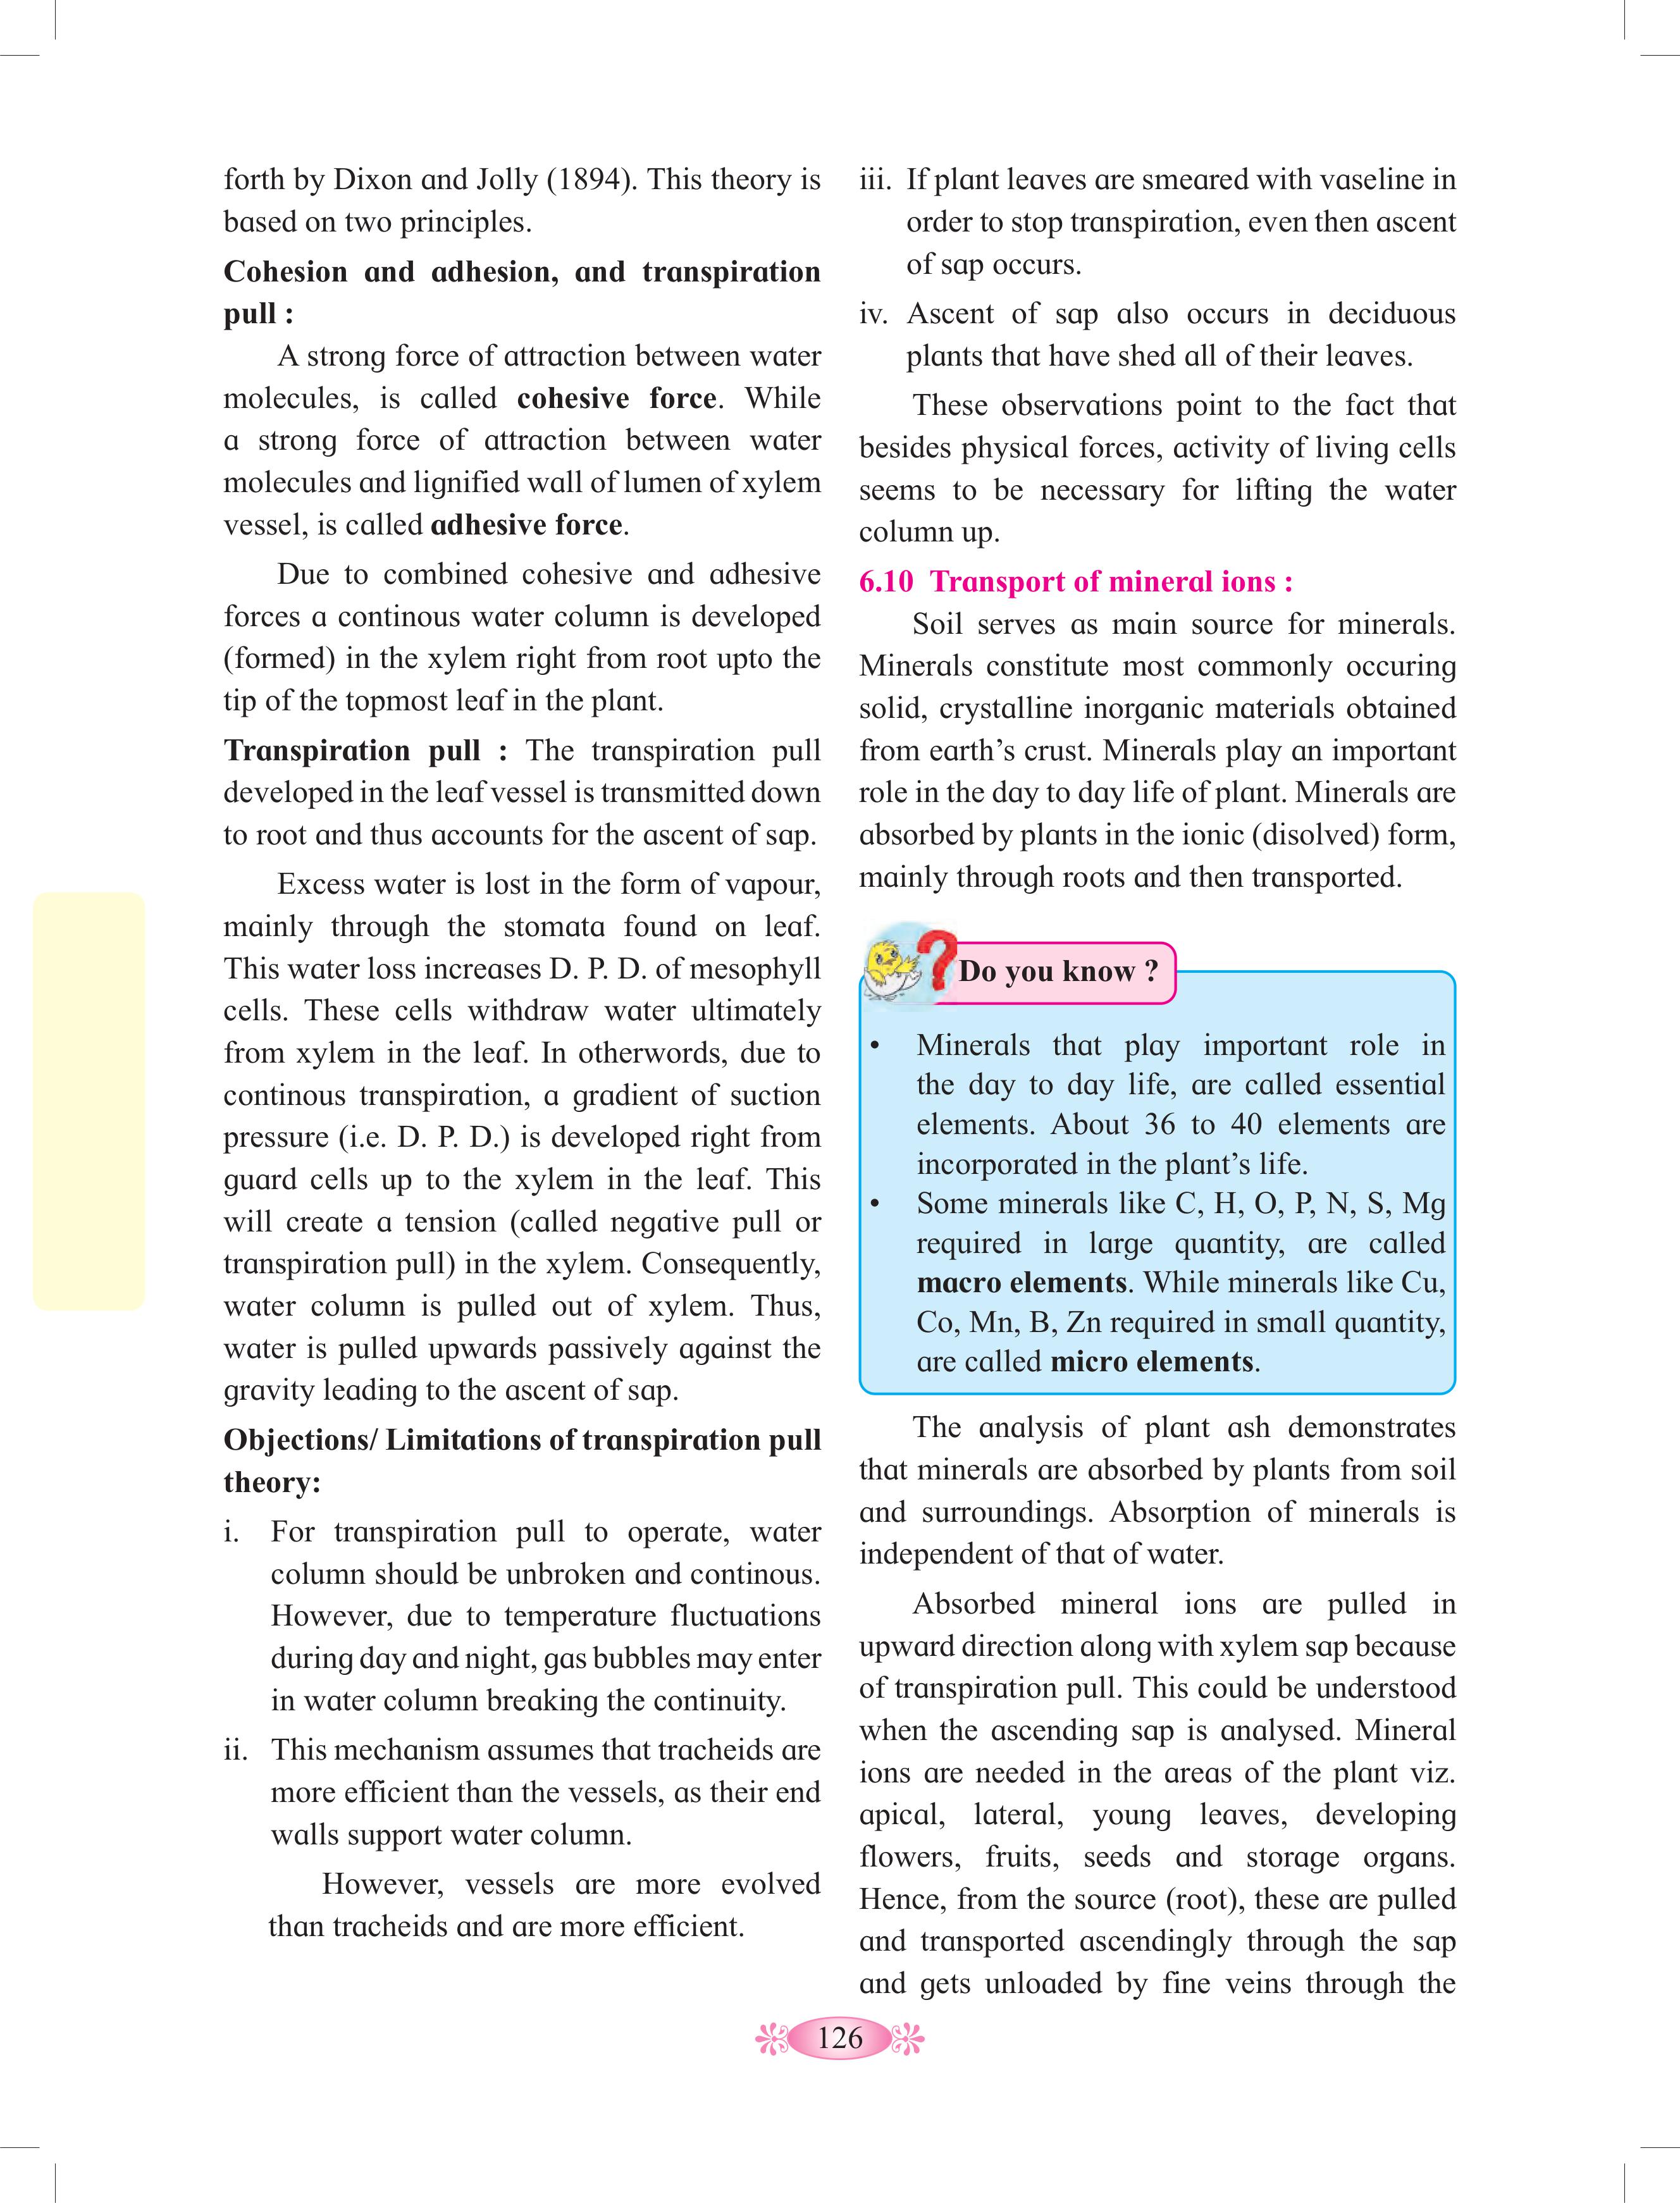 forth by Dixon and Jolly (1894). This theory is
based on two principles.
Cohesion and adhesion, and transpiration
pull :
A strong force of attraction between water
molecules, is called cohesive force. While
a strong force of attraction between water
molecules and lignified wall of lumen of xylem
vessel, is called adhesive force.
Due to combined cohesive and adhesive
forces a continous water column is developed
(formed) in the xylem right from root upto the
tip of the topmost leaf in the plant.
Transpiration pull : The transpiration pull
developed in the leaf vessel is transmitted down
to root and thus accounts for the ascent of sap.
Excess water is lost in the form of vapour,
mainly through the stomata found on leaf.
This water loss increases D. P. D. of mesophyll
cells. These cells withdraw water ultimately
from xylem in the leaf. In otherwords, due to
continous transpiration, a gradient of suction
pressure (i.e. D. P. D.) is developed right from
guard cells up to the xylem in the leaf. This
will create a tension (called negative pull or
transpiration pull) in the xylem. Consequently,
water column is pulled out of xylem. Thus,
water is pulled upwards passively against the
gravity leading to the ascent of sap.
Objections/ Limitations of transpiration pull
theory:
i. For transpiration pull to operate, water
column should be unbroken and continous.
However, due to temperature fluctuations
during day and night, gas bubbles may enter
in water column breaking the continuity.
ii. This mechanism assumes that tracheids are
more efficient than the vessels, as their end
walls support water column.
However, vessels are more evolved
than tracheids and are more efficient.
iii. If plant leaves are smeared with vaseline in
order to stop transpiration, even then ascent
of sap occurs.
iv. Ascent of sap also occurs in deciduous
plants that have shed all of their leaves.
These observations point to the fact that
besides physical forces, activity of living cells
seems to be necessary for lifting the water
column up.
6.10 Transport of mineral ions :
Soil serves as main source for minerals.
Minerals constitute most commonly occuring
solid, crystalline inorganic materials obtained
from earth's crust. Minerals play an important
role in the day to day life of plant. Minerals are
absorbed by plants in the ionic (disolved) form,
mainly through roots and then transported.
? Do you know ?
• Minerals that play important role in
the day to day life, are called essential
elements. About 36 to 40 elements are
incorporated in the plant's life.
• Some minerals like C, H, O, P, N, S, Mg
required in large quantity, are called
macro elements. While minerals like Cu,
Co, Mn, B, Zn required in small quantity,
are called micro elements.
The analysis of plant ash demonstrates
that minerals are absorbed by plants from soil
and surroundings. Absorption of minerals is
independent of that of water.
Absorbed mineral ions are pulled in
upward direction along with xylem sap because
of transpiration pull. This could be understood
when the ascending sap is analysed. Mineral
ions are needed in the areas of the plant viz.
apical, lateral, young leaves, developing
flowers, fruits, seeds and storage organs.
Hence, from the source (root), these are pulled
and transported ascendingly through the sap
and gets unloaded by fine veins through the
126